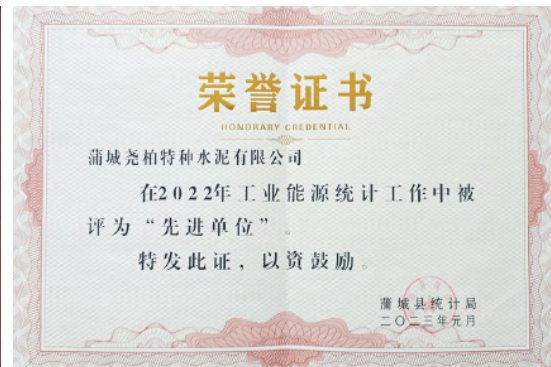 荣誉证书
HONORARY CREDENTIAL
蒲城尧柏特种水泥有限公司
在2022年工业能源统计工作中被
评为“先进单位”。
特发此证，以资鼓励。
蒲城县统计局
二〇二三年元月